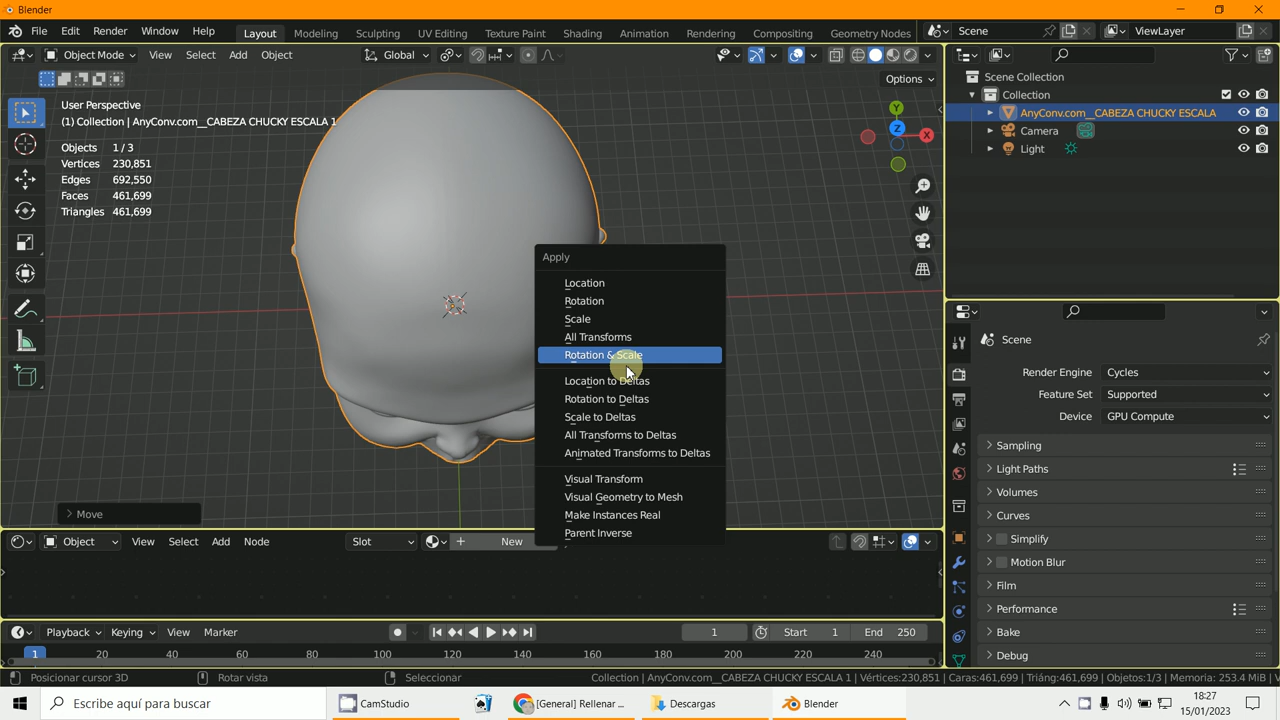 Blender
File Edit Render Window Help Layout Modeling Sculpting UV Editing Texture Paint Shading Animation Rendering Compositing Geometry Nodes Scene ViewLayer
Object Mode View Select Add Object Global
Options
User Perspective
(1) Collection | AnyConv.com__CABEZA CHUCKY ESCALA 1
Objects 1/3
Vertices 230,851
Edges 692,550
Faces 461,699
Triangles 461,699
Y
Z
X
Apply
Location
Rotation
Scale
All Transforms
Rotation & Scale
Location to Deltas
Rotation to Deltas
Scale to Deltas
All Transforms to Deltas
Animated Transforms to Deltas
Visual Transform
Visual Geometry to Mesh
Make Instances Real
Parent Inverse
Move
Scene Collection
Collection
AnyConv.com__CABEZA CHUCKY ESCALA
Camera
Light
Scene
Render Engine Cycles
Feature Set Supported
Device GPU Compute
Sampling
Light Paths
Volumes
Curves
Simplify
Motion Blur
Film
Performance
Bake
Debug
Object View Select Add Node Slot New
Playback Keying View Marker 1 Start 1 End 250
1 20 40 60 80 100 120 140 160 180 200 220 240
Posicionar cursor 3D Rotar vista Seleccionar Collection | AnyConv.com__CABEZA CHUCKY ESCALA 1 | Vértices:230,851 | Caras:461,699 | Triáng:461,699 | Objetos:1/3 | Memoria: 253.4 MiB | V
Escribe aquí para buscar CamStudio [General] Rellenar ... Descargas Blender
18:27
15/01/2023